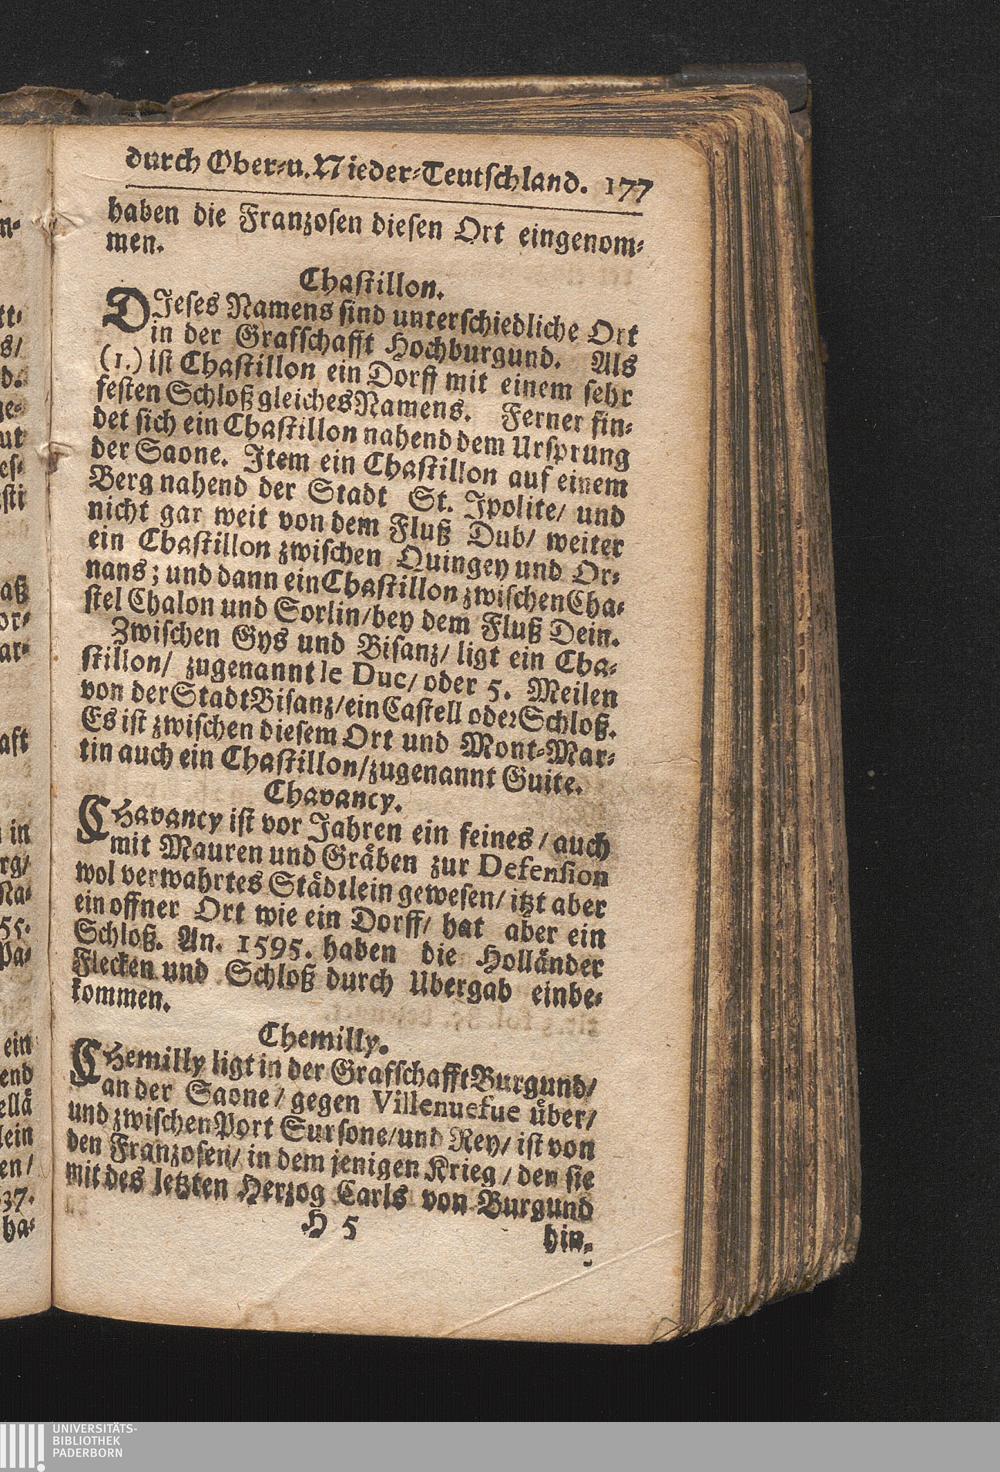 durch Ober-u. Nieder-Teutschland. 177
haben die Franzosen diesen Ort eingenom-
men.
Chastillon.
DIeses Namens sind unterschiedliche Ort
in der Grafschafft Hochburgund. Als
(1.) ist Chastillon ein Dorff mit einem sehr
festen Schloß gleiches Namens. Ferner fin-
det sich ein Chastillon nahend dem Ursprung
der Saone. Item ein Chastillon auf einem
Berg nahend der Stadt St. Ipolite/ und
nicht gar weit von dem Fluß Dub/ weiter
ein Chastillon zwischen Quingey und Or-
nans; und dann ein Chastillon zwischen Cha-
stel Chalon und Sorlin/ bey dem Fluß Dein.
Zwischen Gys und Bisanz/ ligt ein Cha-
stillon/ zugenannt le Duc/ oder 5. Meilen
von der Stadt Bisanz/ ein Castell oder Schloß.
Es ist zwischen diesem Ort und Mont-Mar-
tin auch ein Chastillon/ zugenannt Guite.
Chavancy.
CHavancy ist vor Jahren ein feines/ auch
mit Mauren und Gräben zur Defension
wol verwahrtes Städtlein gewesen/ itzt aber
ein offner Ort wie ein Dorff/ hat aber ein
Schloß. An. 1595. haben die Holländer
Flecken und Schloß durch Ubergab einbe-
kommen.
Chemilly.
CHemilly ligt in der Grafschafft Burgund/
an der Saone/ gegen Villenuefue über/
und zwischen Port Sursone/ und Rey/ ist von
den Franzosen/ in dem jenigen Krieg/ den sie
mit des letzten Herzog Carls von Burgund
H 5 hin-
UNIVERSITÄTS-
BIBLIOTHEK
PADERBORN